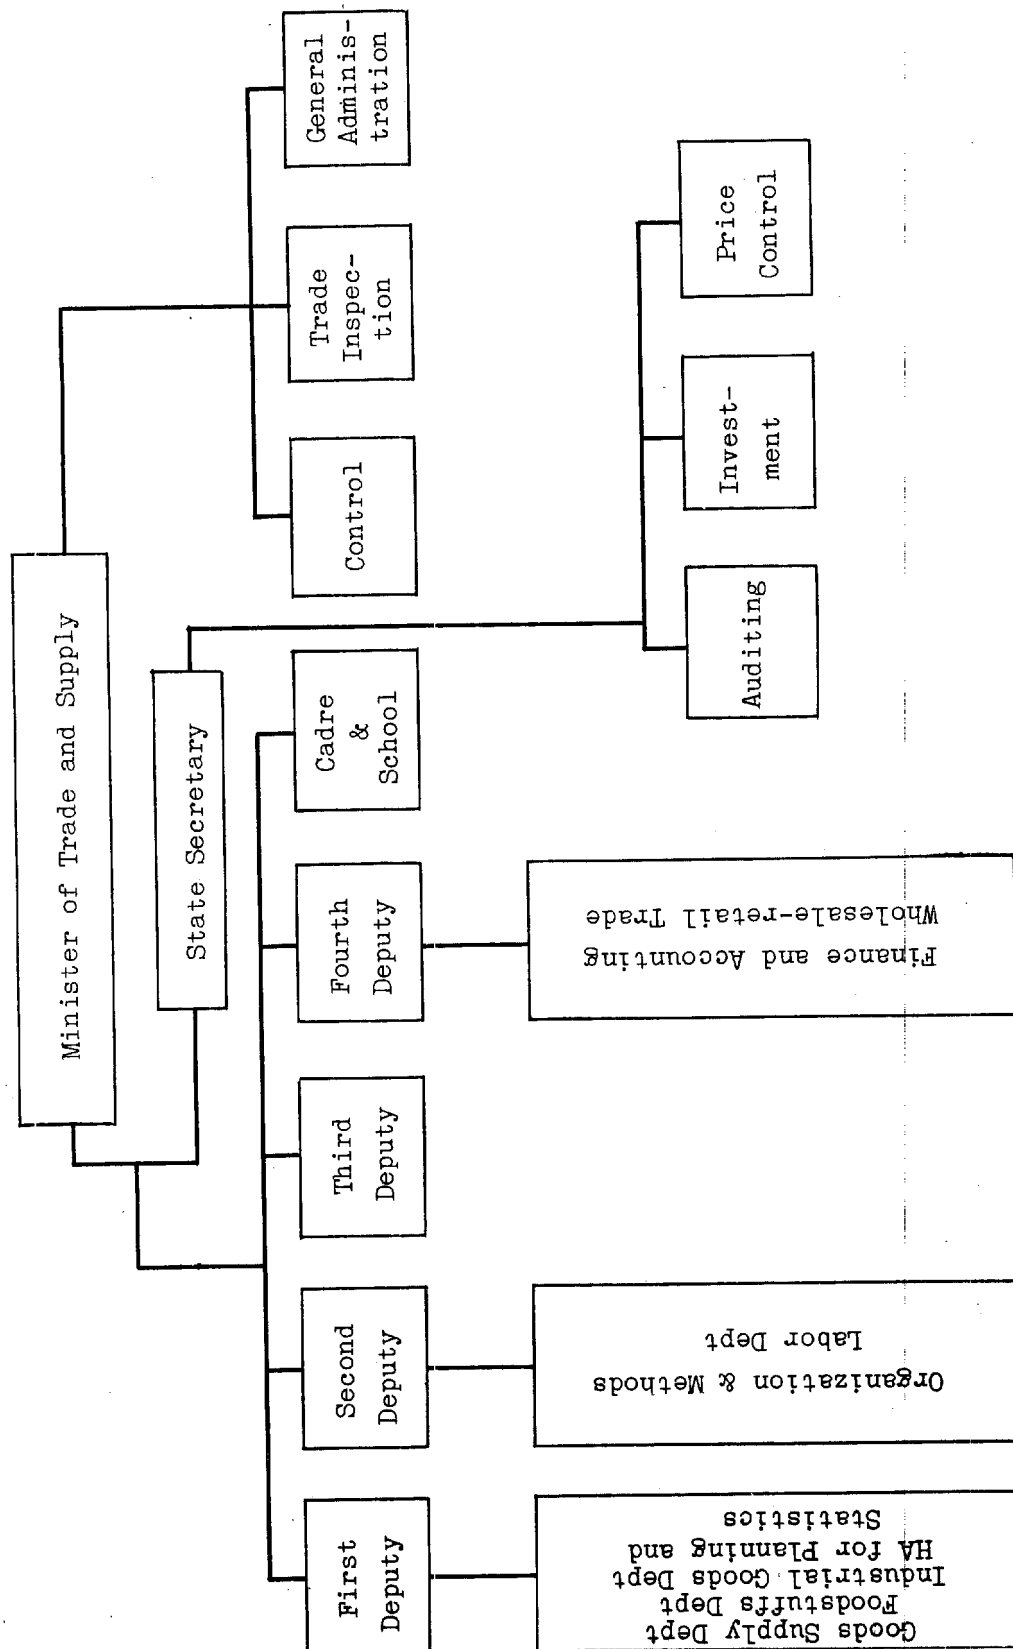 Minister of Trade and Supply
State Secretary
First
Deputy
Second
Deputy
Third
Deputy
Fourth
Deputy
Cadre
&
School
Control
Trade
Inspec-
tion
General
Adminis-
tration
Goods Supply Dept
Foodstuffs Dept
Industrial Goods Dept
HA for Planning and
Statistics
Organization & Methods
Labor Dept
Finance and Accounting
Wholesale-retail Trade
Auditing
Invest-
ment
Price
Control